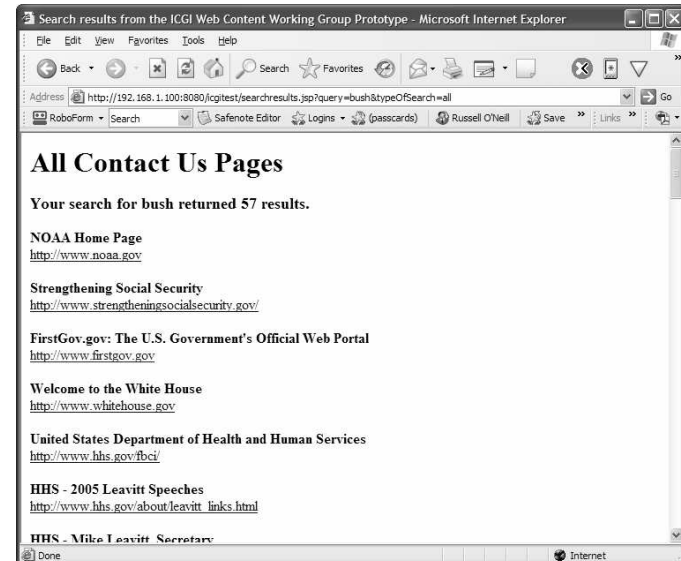 Search results from the ICGI Web Content Working Group Prototype - Microsoft Internet Explorer
File Edit View Favorites Tools Help
Back Search Favorites
Address http://192.168.1.100:8080/icgitest/searchresults.jsp?query=bush&typeOfSearch=all Go
RoboForm Search Safenote Editor Logins (passcards) Russell O'Neill Save » Links »
All Contact Us Pages
Your search for bush returned 57 results.
NOAA Home Page
http://www.noaa.gov
Strengthening Social Security
http://www.strengtheningsocialsecurity.gov/
FirstGov.gov: The U.S. Government's Official Web Portal
http://www.firstgov.gov
Welcome to the White House
http://www.whitehouse.gov
United States Department of Health and Human Services
http://www.hhs.gov/fbci/
HHS - 2005 Leavitt Speeches
http://www.hhs.gov/about/leavitt_links.html
HHS - Mike Leavitt, Secretary
Done Internet